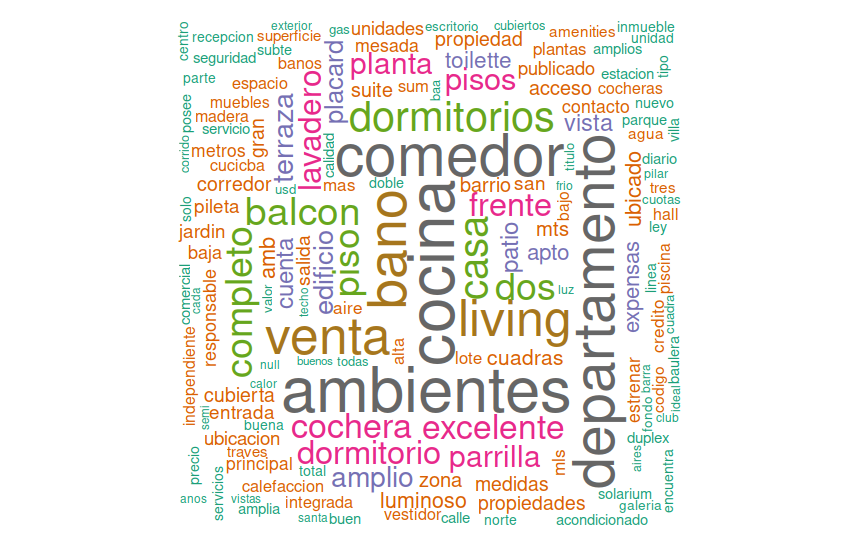 exterior
gas
unidades
escritorio
cubiertos
inmueble
centro
recepcion
superficie
mesada
propiedad
amenities
unidad
seguridad
subte
planta
toilette
plantas
amplios
banos
placard
pisos
publicado
estacion
tipo
parte
espacio
lavadero
suite
sum
baa
acceso
cocheras
muebles
terraza
dormitorios
contacto
nuevo
posee
madera
gran
vista
parque
villa
servicio
calidad
comedor
departamento
agua
corrido
metros
titulo
diario
cucicba
ubicado
pilar
corredor
usd
mas
doble
bano
cocina
barrio
san
frio
tres
solo
pileta
balcon
frente
bajo
cuotas
hall
jardin
completo
amb
salida
edificio
piso
casa
patio
mts
ley
baja
cuenta
apto
expensas
linea
piscina
comercial
cada
responsable
valor
techo
aire
dos
luz
living
credito
cuadra
independiente
venta
alta
lote
cuadras
null
buenos
todas
estrenar
codigo
fondo
barra
club
ideal
baulera
calor
ambientes
cubierta
semi
entrada
buena
cochera
excelente
ubicacion
duplex
traves
dormitorio
parrilla
mls
aires
encuentra
precio
principal
total
amplio
zona
medidas
servicios
calefaccion
solarium
anos
vistas
integrada
luminoso
propiedades
galeria
amplia
santa
buen
vestidor
calle
norte
acondicionado